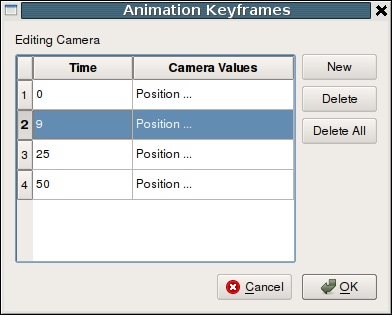 Animation Keyframes
Editing Camera
Time Camera Values
1 0 Position ...
2 9 Position ...
3 25 Position ...
4 50 Position ...
New
Delete
Delete All
Cancel OK